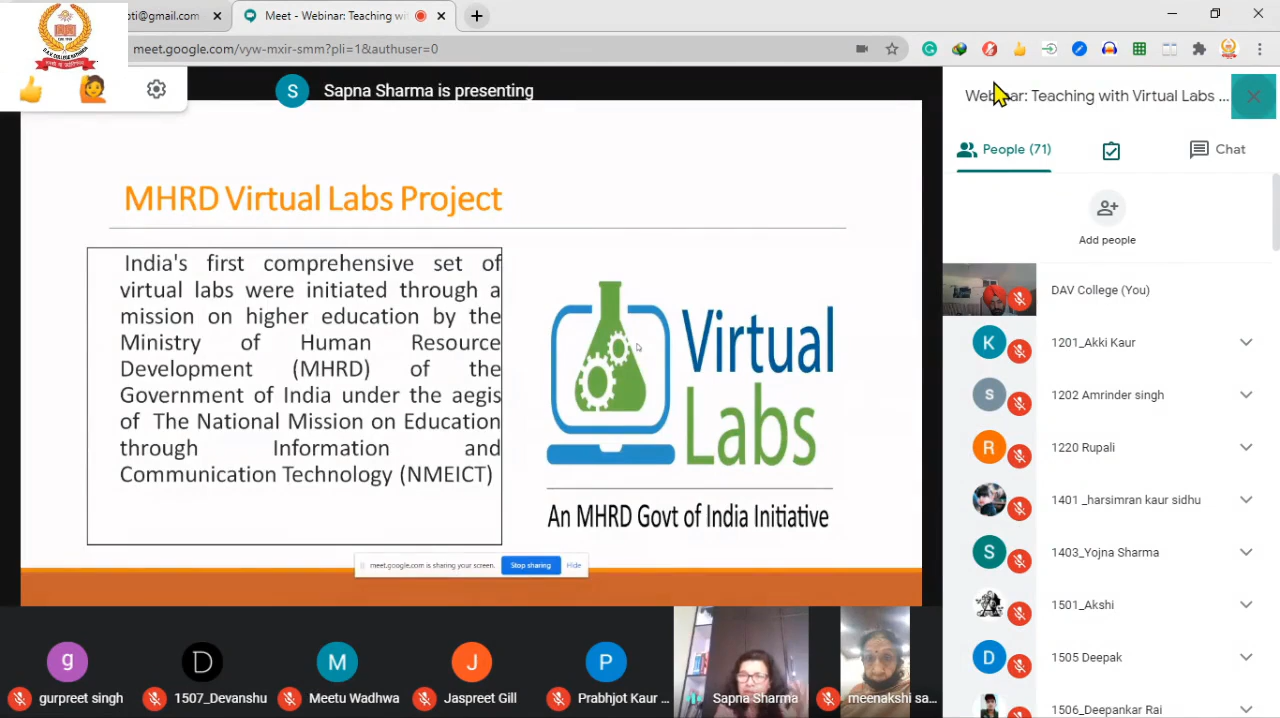 oti@gmail.com
Meet - Webinar: Teaching with
meet.google.com/vyw-mxir-smm?pli=1&authuser=0
S
Sapna Sharma is presenting
MHRD Virtual Labs Project
India's first comprehensive set of
virtual labs were initiated through a
mission on higher education by the
Ministry of Human Resource
Development (MHRD) of the
Government of India under the aegis
of The National Mission on Education
through Information and
Communication Technology (NMEICT)
Virtual
Labs
An MHRD Govt of India Initiative
meet.google.com is sharing your screen.
Stop sharing
Hide
g
gurpreet singh
D
1507_Devanshu
M
Meetu Wadhwa
J
Jaspreet Gill
P
Prabhjot Kaur ...
Sapna Sharma
meenakshi sa...
Webinar: Teaching with Virtual Labs ...
People (71)
Chat
Add people
DAV College (You)
K
1201_Akki Kaur
s
1202 Amrinder singh
R
1220 Rupali
1401 _harsimran kaur sidhu
S
1403_Yojna Sharma
1501_Akshi
D
1505 Deepak
1506_Deepankar Rai